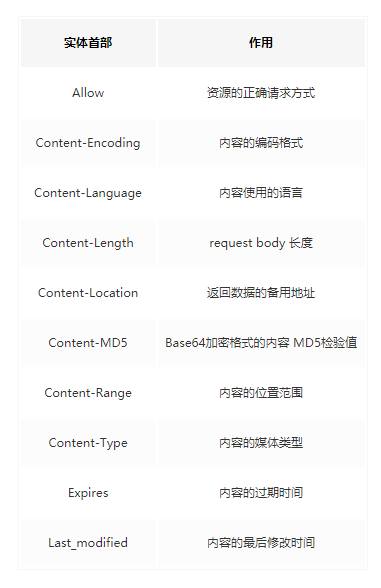 实体首部 作用
Allow 资源的正确请求方式
Content-Encoding 内容的编码格式
Content-Language 内容使用的语言
Content-Length request body 长度
Content-Location 返回数据的备用地址
Content-MD5 Base64加密格式的内容 MD5检验值
Content-Range 内容的位置范围
Content-Type 内容的媒体类型
Expires 内容的过期时间
Last_modified 内容的最后修改时间